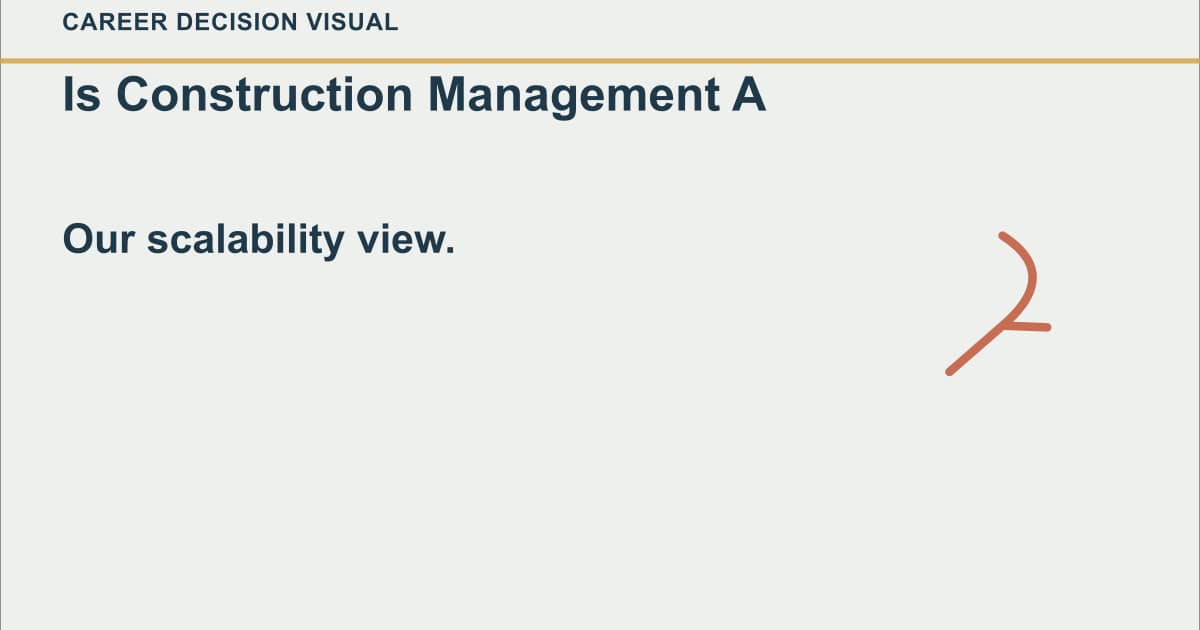 CAREER DECISION VISUAL
Is Construction Management A
Our scalability view.